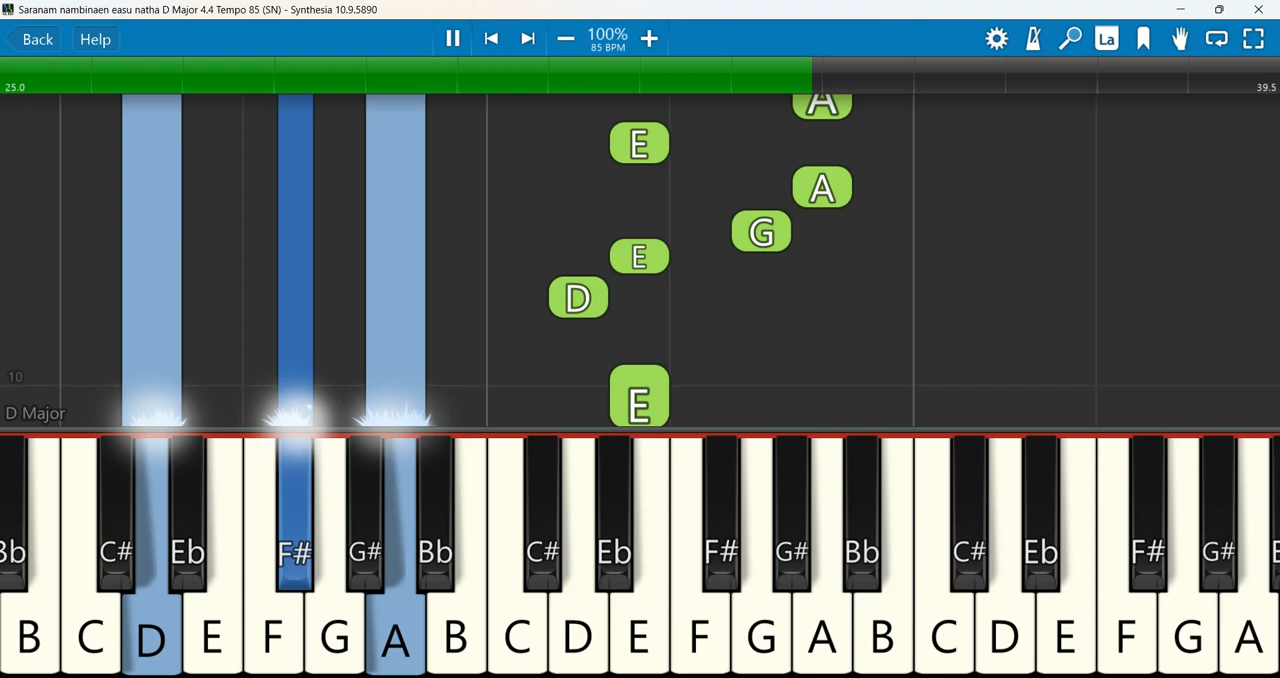 Saranam nambinaen easu natha D Major 4.4 Tempo 85 (SN) - Synthesia 10.9.5890
Back Help 100% La
85 BPM
25.0 39.5
A
E
A
G
E
D
10
E
D Major
Bb C# Eb F# G# Bb C# Eb F# G# Bb C# Eb F# G#
B C D E F G A B C D E F G A B C D E F G A